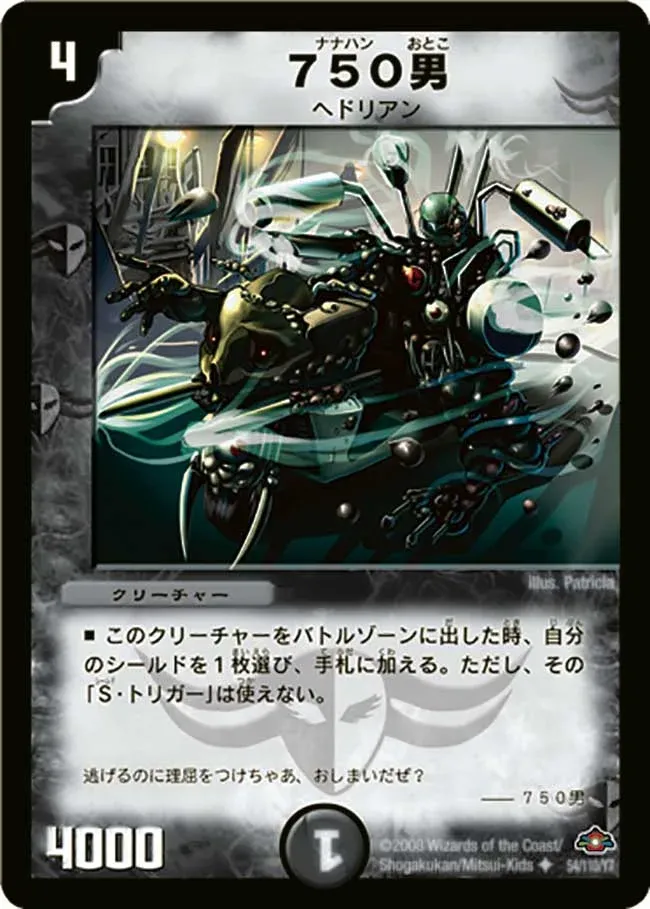 4
ナナハン おとこ
７５０男
ヘドリアン
illus. Patricia
クリーチャー
■ このクリーチャーをバトルゾーンに出した時、自分
のシールドを１枚選び、手札に加える。ただし、その
「S・トリガー」は使えない。
逃げるのに理屈をつけちゃあ、おしまいだぜ？
—— ７５０男
4000
1
©2008 Wizards of the Coast/
Shogakukan/Mitsui-Kids
54/110/Y7